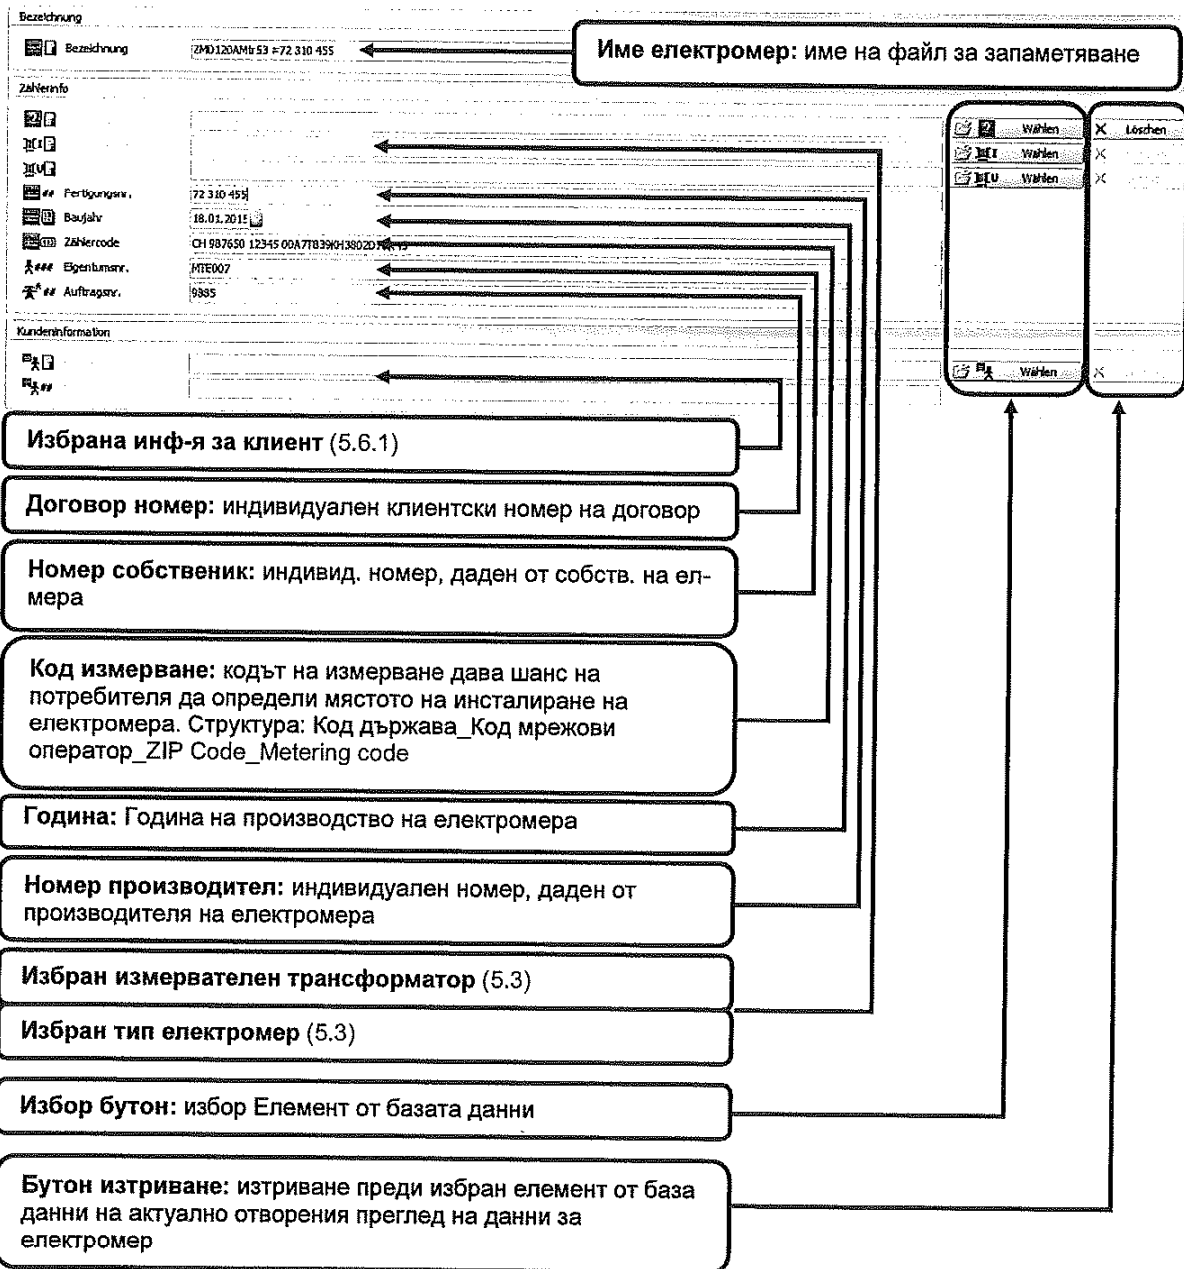 Bezeichnung
Bezeichnung
Име електромер: име на файл за запаметяване
Zählerinfo
Wählen
Löschen
Wählen
Wählen
Fertigungsnr. 72 310 455
Baujahr 18.01.2015
Zählercode CH 987650 12345
Eigentumsnr. MTE007
Auftragsnr. 9885
Kundeninformation
Wählen
Избрана инф-я за клиент (5.6.1)
Договор номер: индивидуален клиентски номер на договор
Номер собственик: индивид. номер, даден от собств. на ел-
мера
Код измерване: кодът на измерване дава шанс на
потребителя да определи мястото на инсталиране на
електромера. Структура: Код държава_Код мрежови
оператор_ZIP Code_Metering code
Година: Година на производство на електромера
Номер производител: индивидуален номер, даден от
производителя на електромера
Избран измервателен трансформатор (5.3)
Избран тип електромер (5.3)
Избор бутон: избор Елемент от базата данни
Бутон изтриване: изтриване преди избран елемент от база
данни на актуално отворения преглед на данни за
електромер